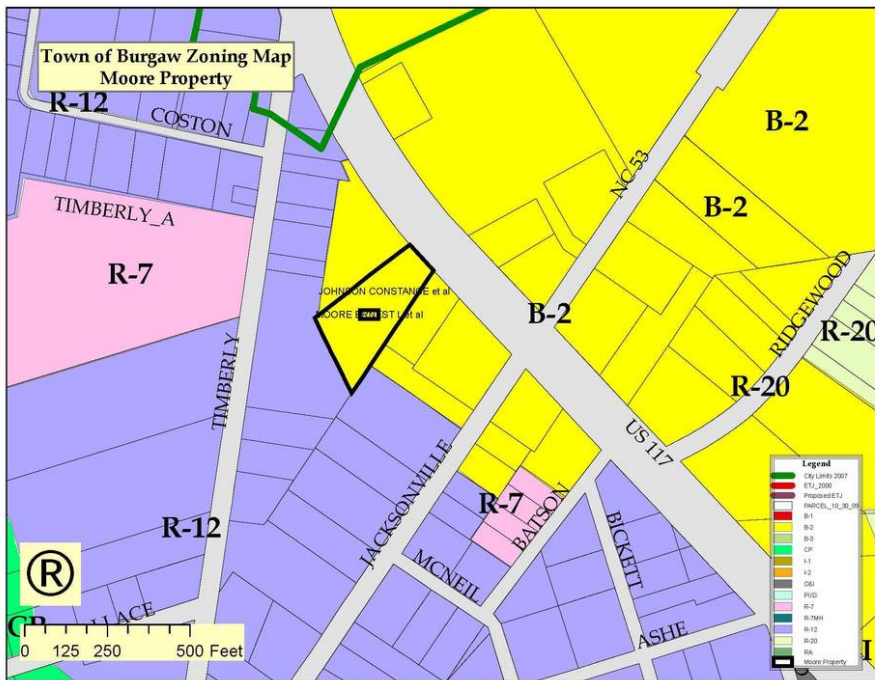 Town of Burgaw Zoning Map
Moore Property
R-12
COSTON
B-2
NC 53
B-2
TIMBERLY_A
R-7
JOHNSON CONSTANCE et al
B-2
RIDGEWOOD
R-20
R-20
TIMBERLY
US 117
JACKSONVILLE
R-7
BATSON
R-12
BICKETT
MCNEIL
ASHE
®
0 125 250 500 Feet
Legend
City Limits 2007
ETJ_2000
Proposed ETJ
PARCEL_10_30_09
B-1
B-2
B-3
CP
I-1
I-2
O&I
PUD
R-7
R-7MH
R-12
R-20
RA
Moore Property